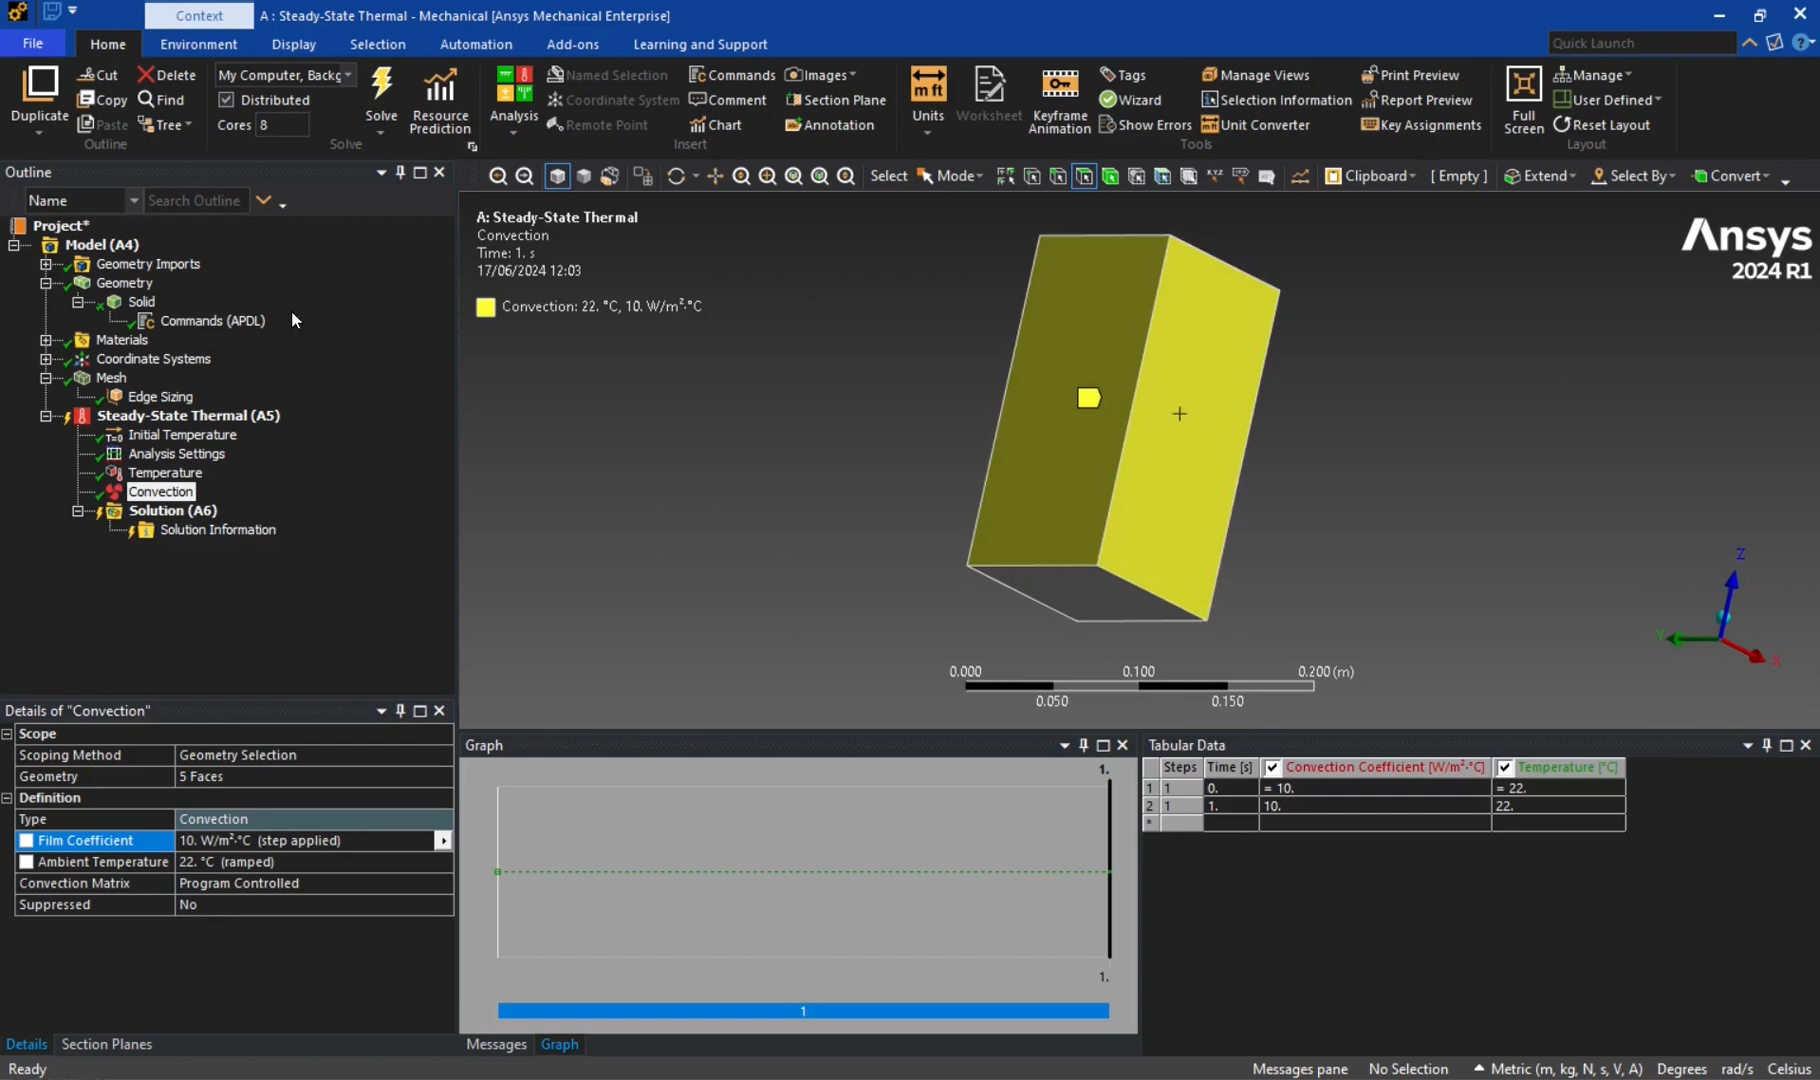 Context
A : Steady-State Thermal - Mechanical [Ansys Mechanical Enterprise]
File
Home
Environment
Display
Selection
Automation
Add-ons
Learning and Support
Quick Launch
Duplicate
Cut
Copy
Paste
Delete
Find
Tree
Outline
My Computer, Backg
Distributed
Cores 8
Solve
Resource
Prediction
Solve
Analysis
Named Selection
Coordinate System
Remote Point
Commands
Comment
Chart
Images
Section Plane
Annotation
Insert
m ft
Units
Worksheet
Keyframe
Animation
Tags
Wizard
Show Errors
Manage Views
Selection Information
Unit Converter
Print Preview
Report Preview
Key Assignments
Tools
Full
Screen
Manage
User Defined
Reset Layout
Layout
Outline
Name
Search Outline
Select
Mode
Clipboard
[ Empty ]
Extend
Select By
Convert
Project*
Model (A4)
Geometry Imports
Geometry
Solid
Commands (APDL)
Materials
Coordinate Systems
Mesh
Edge Sizing
Steady-State Thermal (A5)
Initial Temperature
Analysis Settings
Temperature
Convection
Solution (A6)
Solution Information
A: Steady-State Thermal
Convection
Time: 1. s
17/06/2024 12:03
Convection: 22. °C, 10. W/m²·°C
Ansys
2024 R1
Z
Y
X
0.000
0.100
0.200 (m)
0.050
0.150
Details of "Convection"
Scope
Scoping Method Geometry Selection
Geometry 5 Faces
Definition
Type Convection
Film Coefficient 10. W/m²·°C (step applied)
Ambient Temperature 22. °C (ramped)
Convection Matrix Program Controlled
Suppressed No
Details
Section Planes
Graph
1.
1.
1
Messages
Graph
Tabular Data
Steps Time [s] Convection Coefficient [W/m²·°C] Temperature [°C]
1 1 0. = 10. = 22.
2 1 1. 10. 22.
*
Ready
Messages pane
No Selection
Metric (m, kg, N, s, V, A)
Degrees
rad/s
Celsius